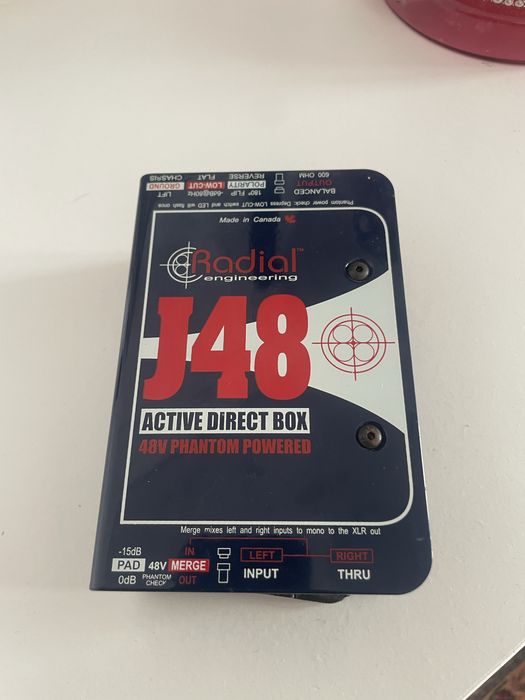 BALANCED OUTPUT 600 OHM
180° FLIP POLARITY REVERSE
-6dB@80Hz LOW-CUT FLAT
LIFT GROUND CHASSIS
Phantom power check: Depress LOW-CUT switch and LED will flash once
Made in Canada
Radial™
engineering
J48
ACTIVE DIRECT BOX
48V PHANTOM POWERED
Merge mixes left and right inputs to mono to the XLR out
-15dB IN
PAD 48V MERGE LEFT RIGHT
0dB PHANTOM CHECK OUT INPUT THRU